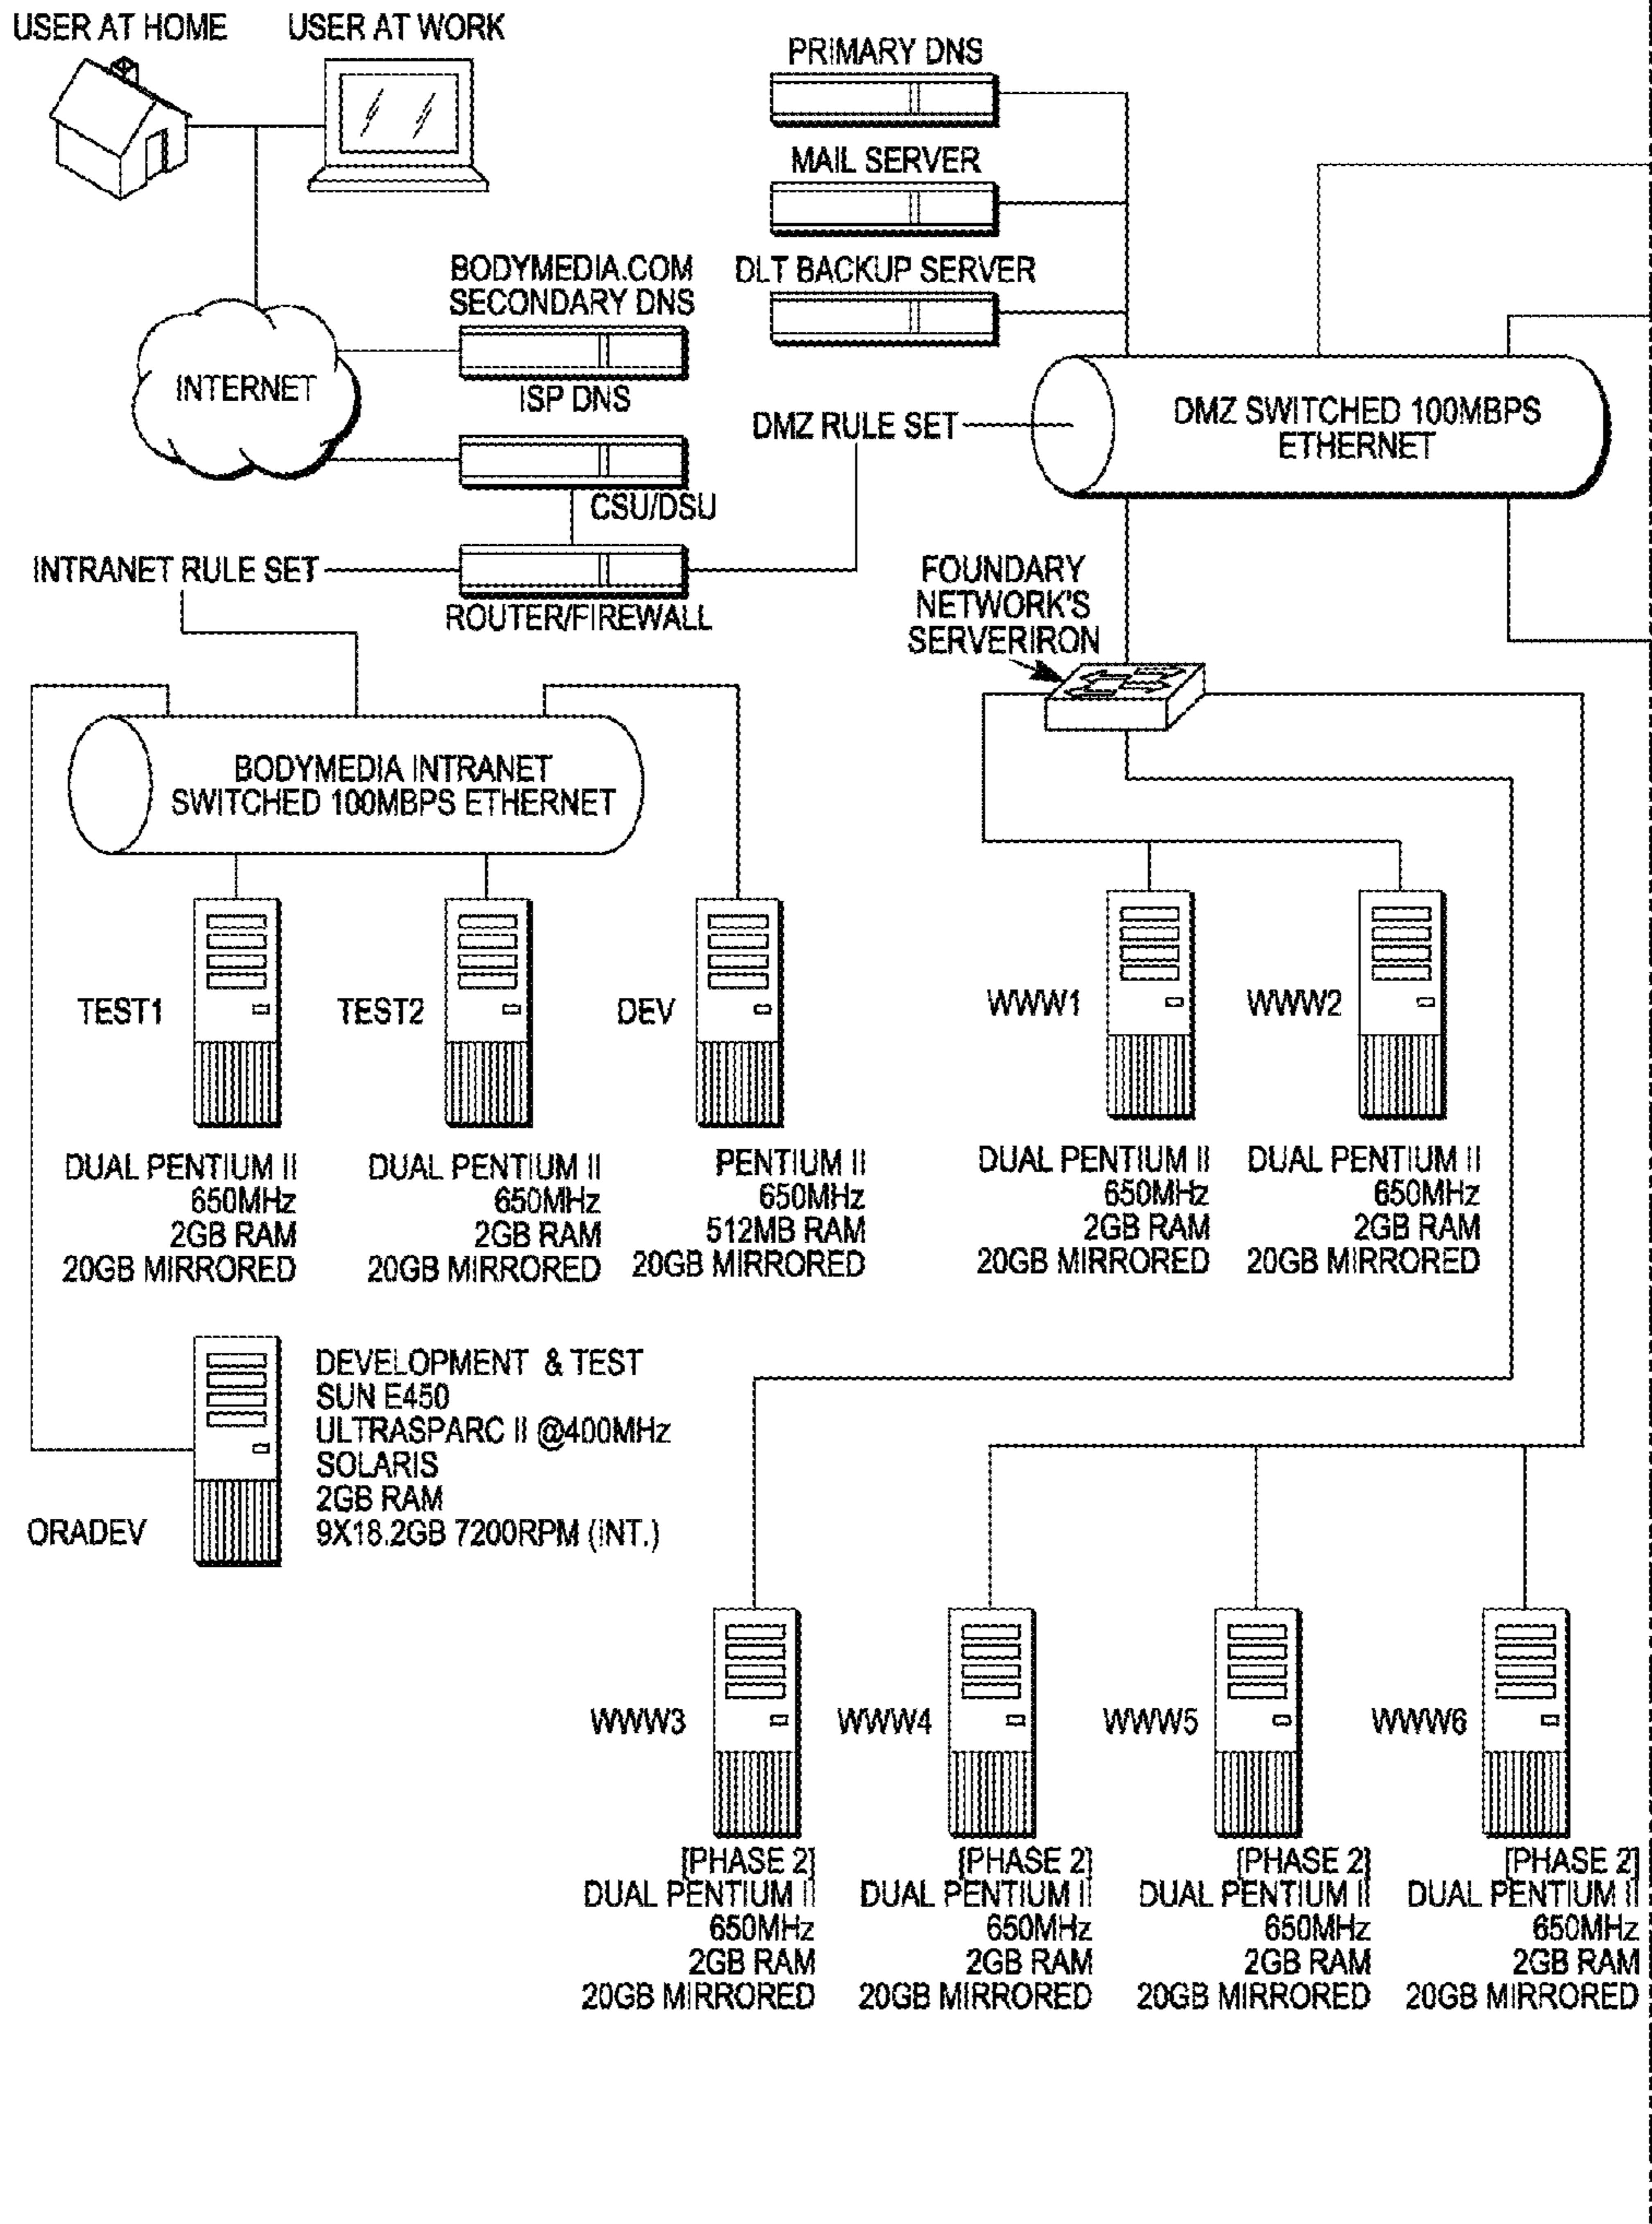 USER AT HOME
USER AT WORK
PRIMARY DNS
MAIL SERVER
DLT BACKUP SERVER
BODYMEDIA.COM
SECONDARY DNS
INTERNET
ISP DNS
CSU/DSU
DMZ RULE SET
DMZ SWITCHED 100MBPS
ETHERNET
INTRANET RULE SET
ROUTER/FIREWALL
FOUNDARY
NETWORK'S
SERVERIRON
BODYMEDIA INTRANET
SWITCHED 100MBPS ETHERNET
TEST1
TEST2
DEV
WWW1
WWW2
DUAL PENTIUM II
650MHz
2GB RAM
20GB MIRRORED
DUAL PENTIUM II
650MHz
2GB RAM
20GB MIRRORED
PENTIUM II
650MHz
512MB RAM
20GB MIRRORED
DUAL PENTIUM II
650MHz
2GB RAM
20GB MIRRORED
DUAL PENTIUM II
650MHz
2GB RAM
20GB MIRRORED
ORADEV
DEVELOPMENT & TEST
SUN E450
ULTRASPARC II @400MHz
SOLARIS
2GB RAM
9X18.2GB 7200RPM (INT.)
WWW3
WWW4
WWW5
WWW6
[PHASE 2]
DUAL PENTIUM II
650MHz
2GB RAM
20GB MIRRORED
[PHASE 2]
DUAL PENTIUM II
650MHz
2GB RAM
20GB MIRRORED
[PHASE 2]
DUAL PENTIUM II
650MHz
2GB RAM
20GB MIRRORED
[PHASE 2]
DUAL PENTIUM II
650MHz
2GB RAM
20GB MIRRORED